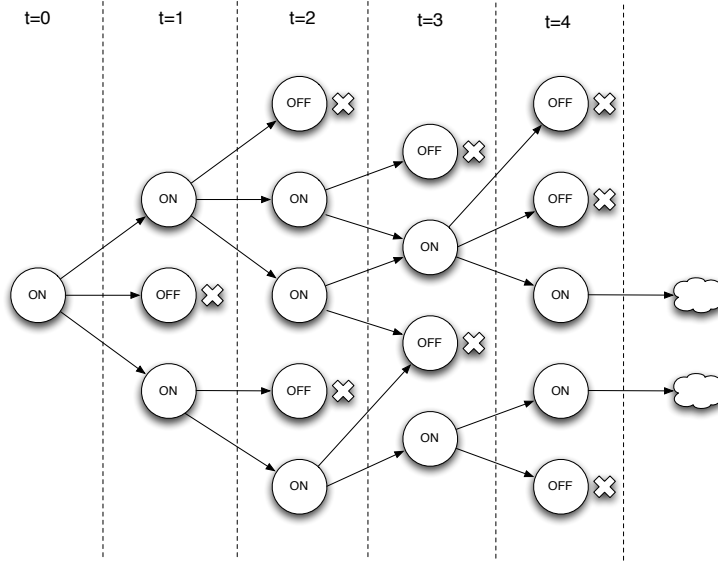 t=0 t=1 t=2 t=3 t=4
OFF OFF
OFF
ON ON OFF
ON
ON OFF ON ON
OFF
ON OFF ON
ON
ON OFF